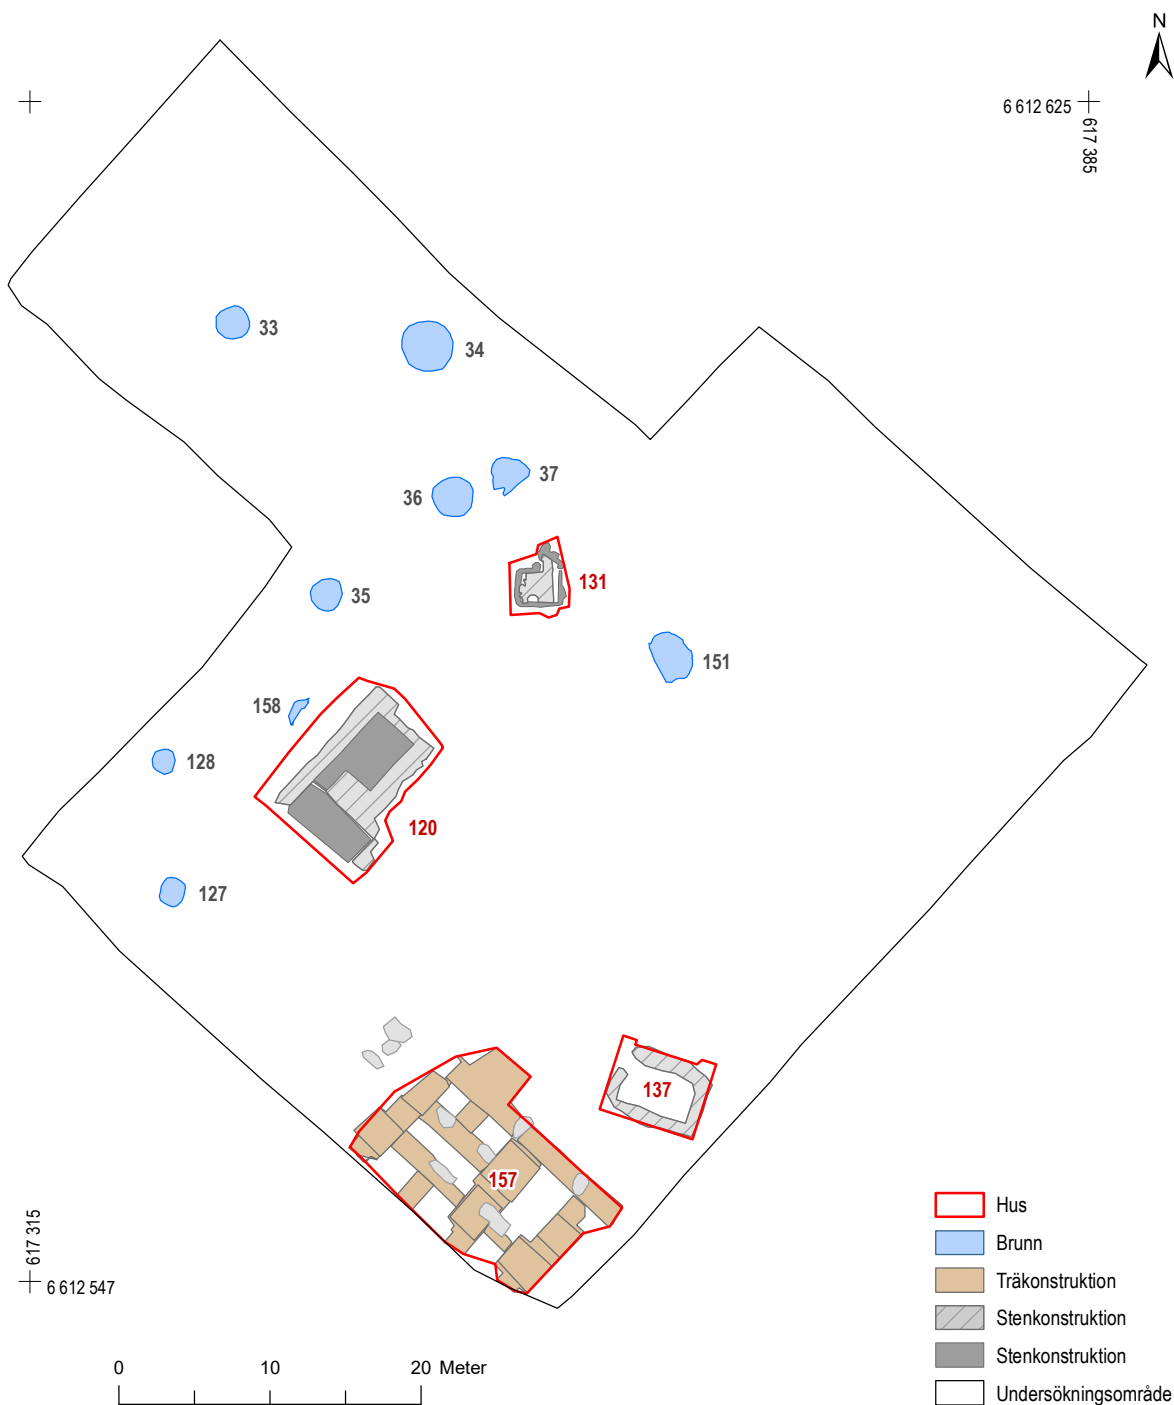 N
6 612 625
617 385
33
34
37
36
131
35
151
158
128
120
127
137
157
617 315
6 612 547
Hus
Brunn
Träkonstruktion
Stenkonstruktion
Stenkonstruktion
Undersökningsområde
0 10 20 Meter